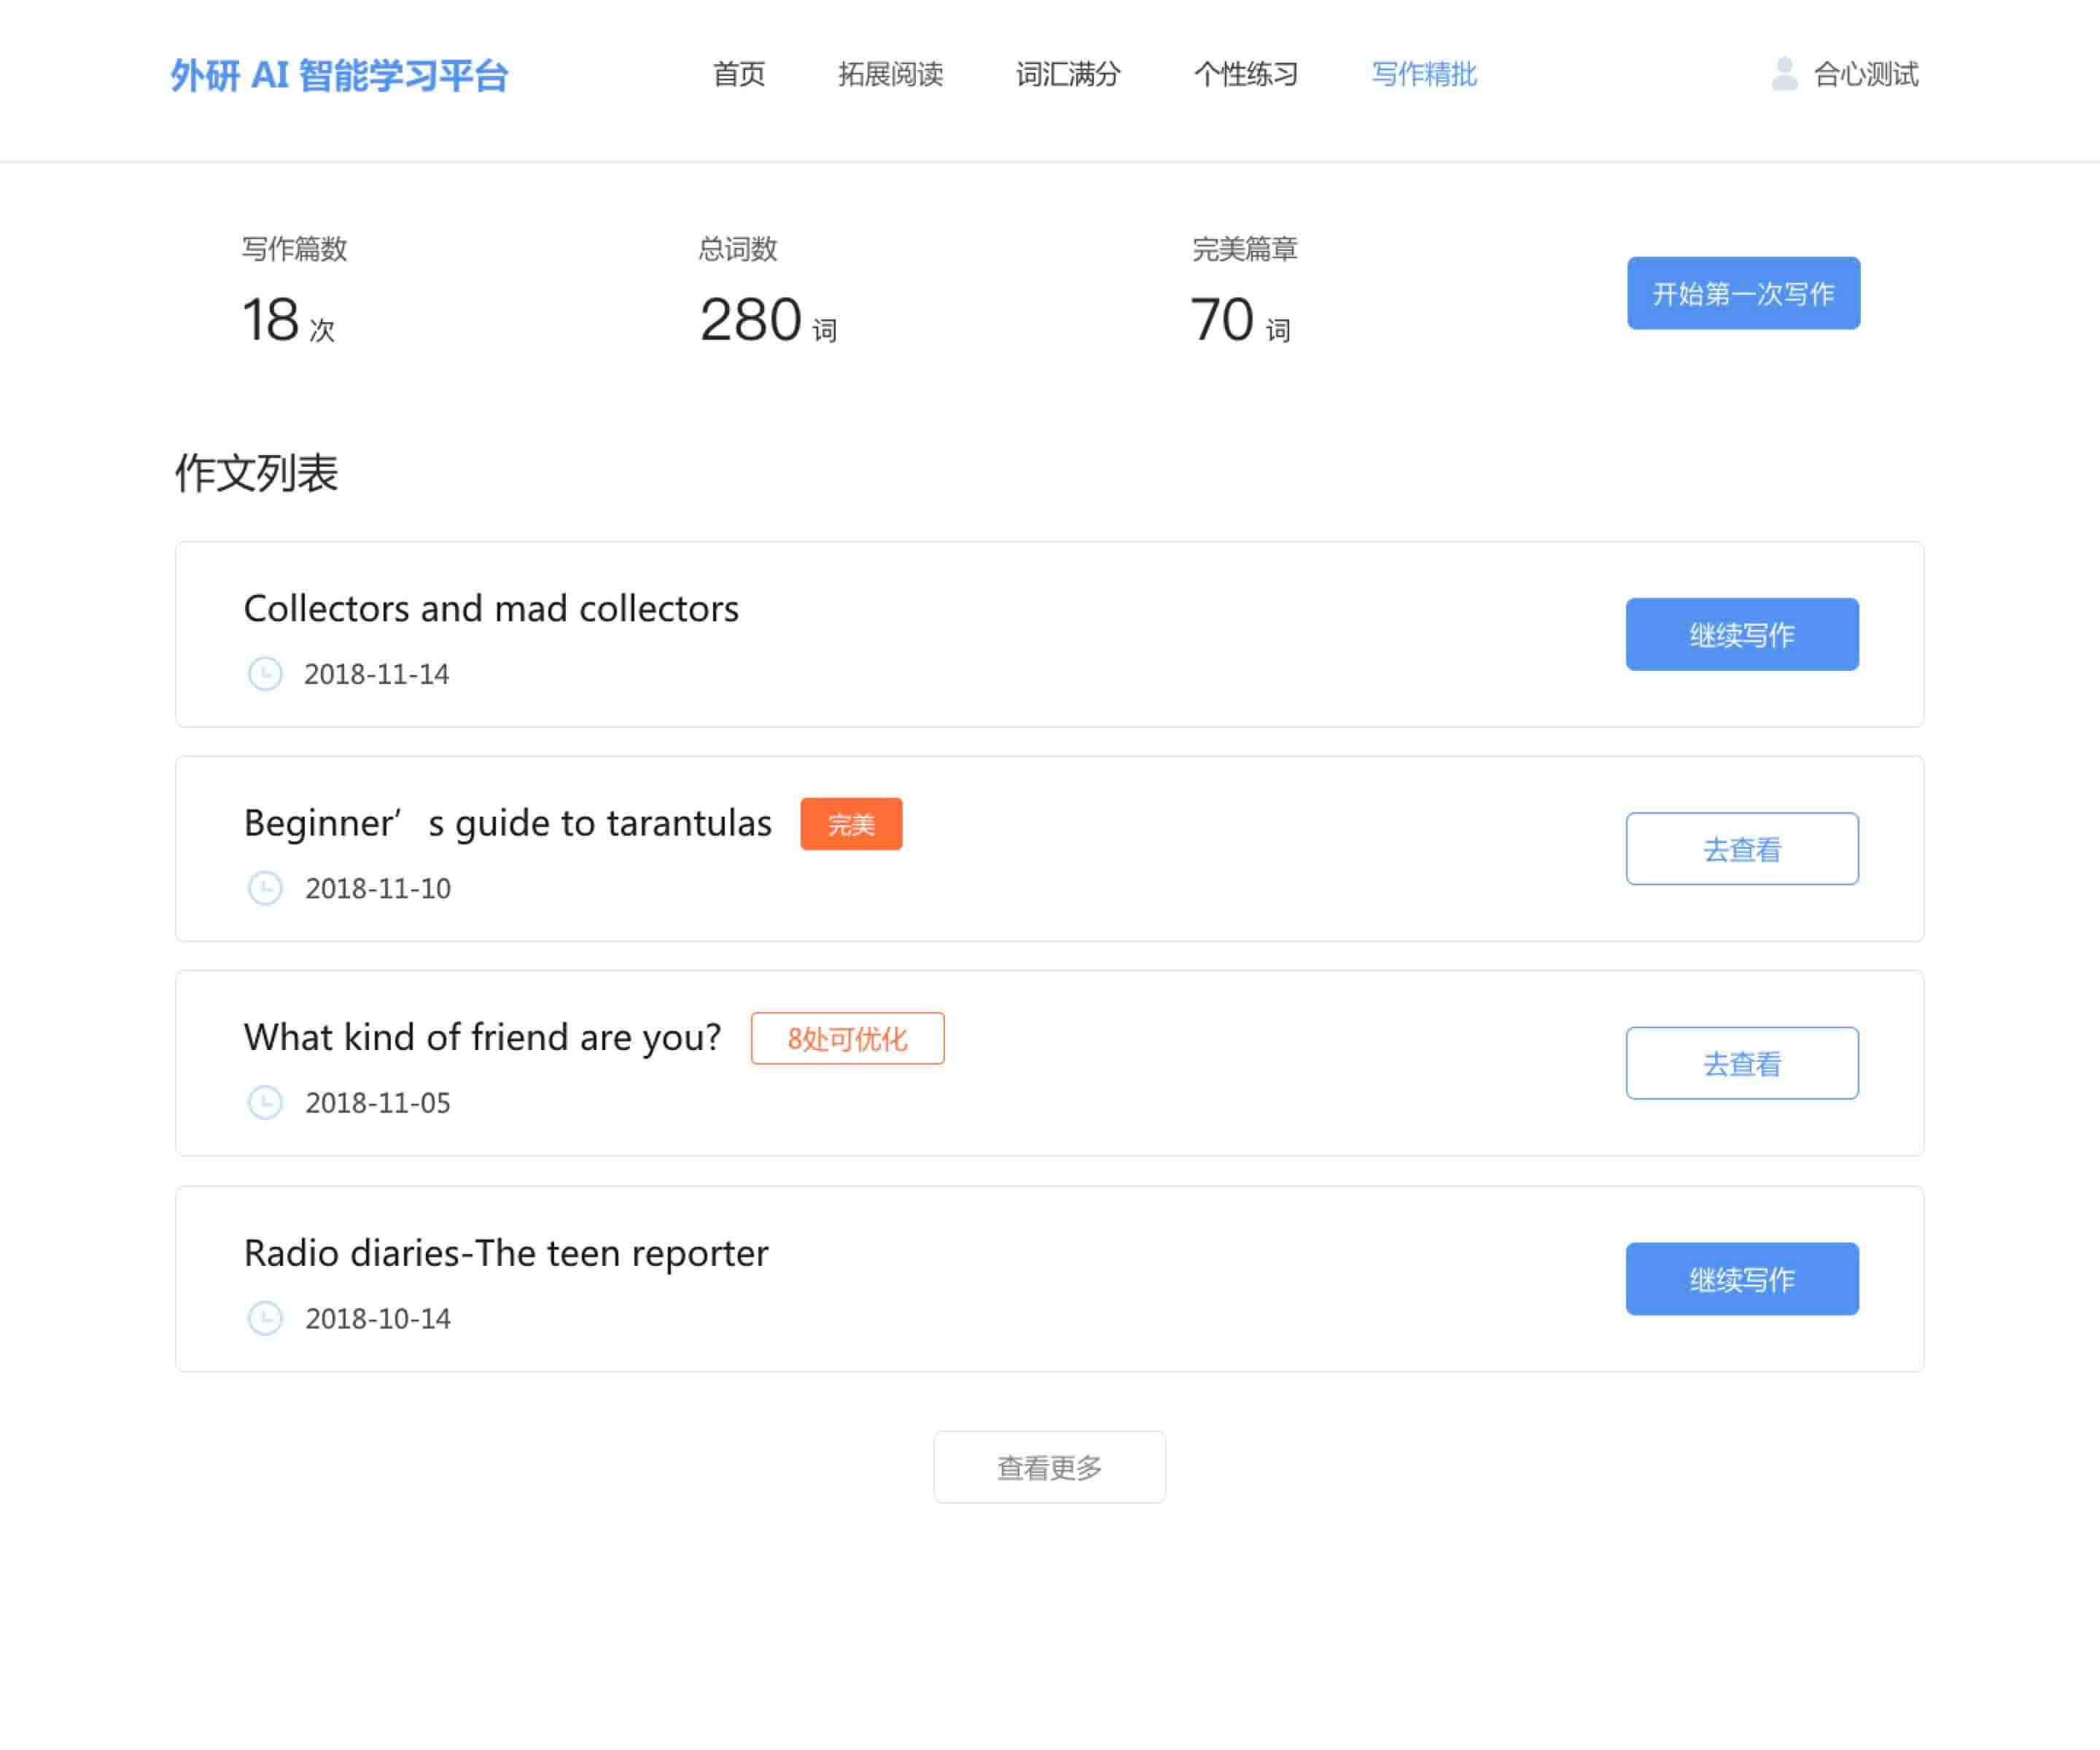 外研 AI 智能学习平台 首页 拓展阅读 词汇满分 个性练习 写作精批 合心测试
写作篇数 总词数 完美篇章
18 次 280 词 70 词
开始第一次写作
作文列表
Collectors and mad collectors
2018-11-14
继续写作
Beginner’s guide to tarantulas 完美
2018-11-10
去查看
What kind of friend are you? 8处可优化
2018-11-05
去查看
Radio diaries-The teen reporter
2018-10-14
继续写作
查看更多